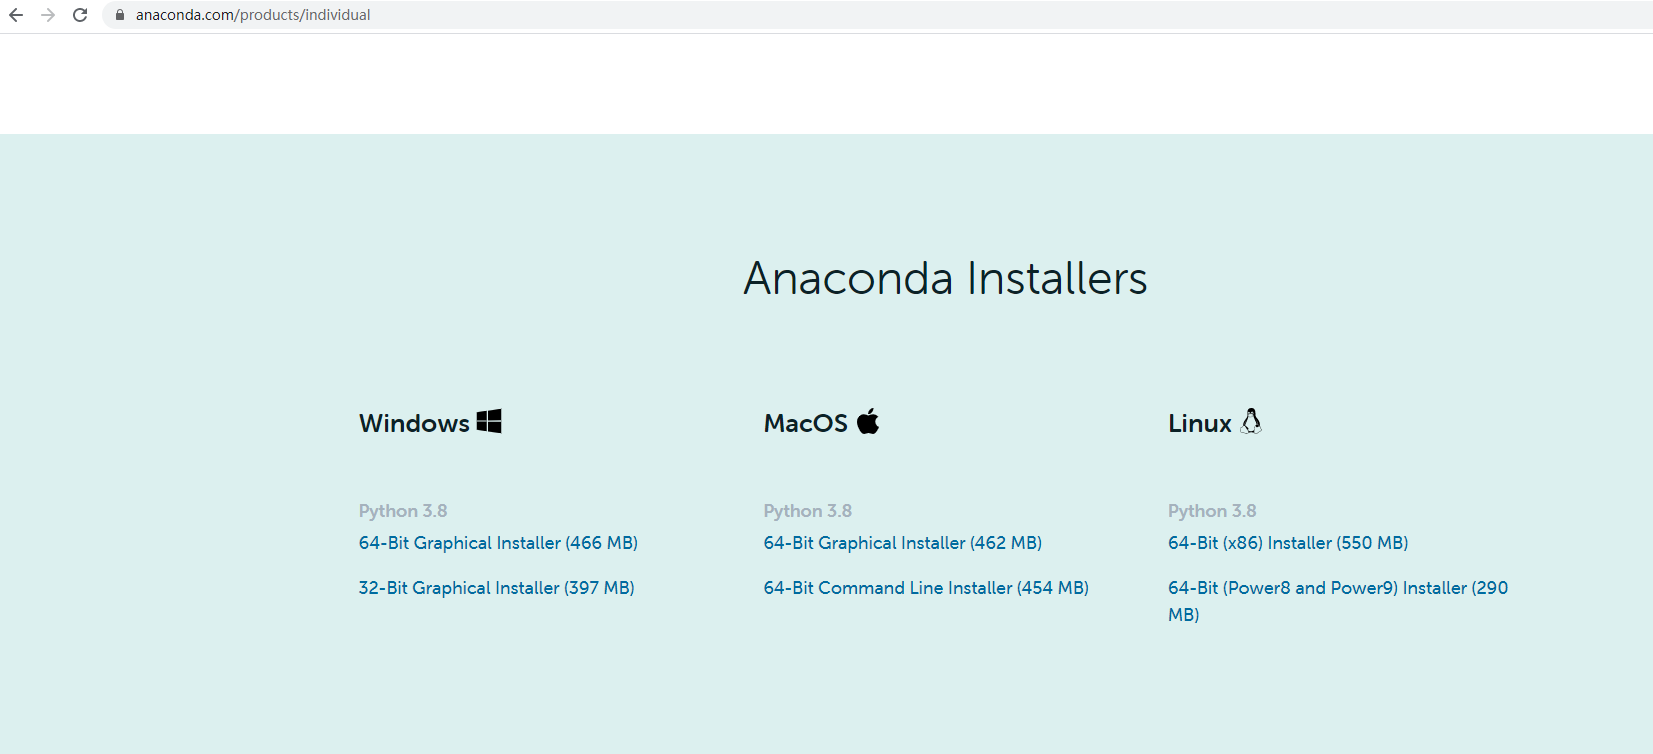 anaconda.com/products/individual
Anaconda Installers
Windows
Python 3.8
64-Bit Graphical Installer (466 MB)
32-Bit Graphical Installer (397 MB)
MacOS
Python 3.8
64-Bit Graphical Installer (462 MB)
64-Bit Command Line Installer (454 MB)
Linux
Python 3.8
64-Bit (x86) Installer (550 MB)
64-Bit (Power8 and Power9) Installer (290
MB)